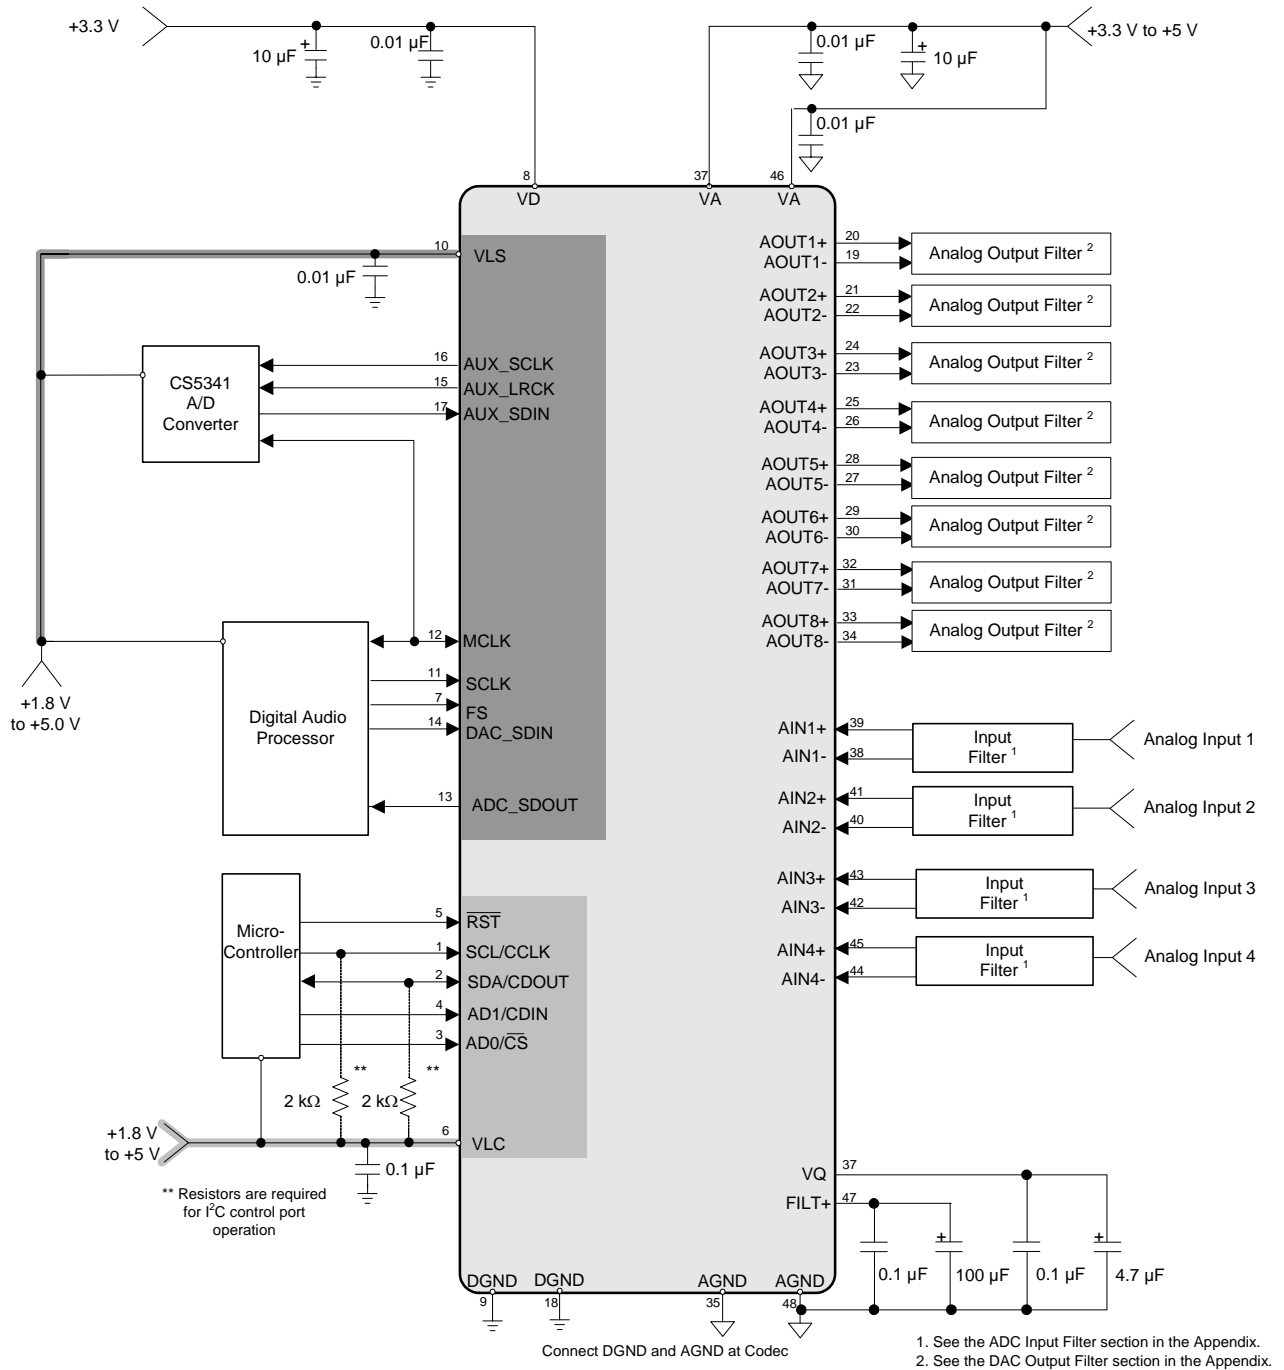 +3.3 V
10 µF
+
0.01 µF
0.01 µF
+
10 µF
+3.3 V to +5 V
0.01 µF
8
VD
37
VA
46
VA
10
VLS
0.01 µF
CS5341
A/D
Converter
16
AUX_SCLK
15
AUX_LRCK
17
AUX_SDIN
+1.8 V
to +5.0 V
Digital Audio
Processor
12
MCLK
11
SCLK
7
FS
14
DAC_SDIN
13
ADC_SDOUT
Micro-
Controller
5
RST
1
SCL/CCLK
2
SDA/CDOUT
4
AD1/CDIN
3
AD0/CS
**
**
2 kΩ
2 kΩ
+1.8 V
to +5 V
6
VLC
0.1 µF
** Resistors are required
for I²C control port
operation
AOUT1+ 20
AOUT1- 19
Analog Output Filter ²
AOUT2+ 21
AOUT2- 22
Analog Output Filter ²
AOUT3+ 24
AOUT3- 23
Analog Output Filter ²
AOUT4+ 25
AOUT4- 26
Analog Output Filter ²
AOUT5+ 28
AOUT5- 27
Analog Output Filter ²
AOUT6+ 29
AOUT6- 30
Analog Output Filter ²
AOUT7+ 32
AOUT7- 31
Analog Output Filter ²
AOUT8+ 33
AOUT8- 34
Analog Output Filter ²
AIN1+ 39
AIN1- 38
Input
Filter ¹
Analog Input 1
AIN2+ 41
AIN2- 40
Input
Filter ¹
Analog Input 2
AIN3+ 43
AIN3- 42
Input
Filter ¹
Analog Input 3
AIN4+ 45
AIN4- 44
Input
Filter ¹
Analog Input 4
VQ 37
FILT+ 47
0.1 µF
+
100 µF
0.1 µF
+
4.7 µF
DGND
9
DGND
18
AGND
35
AGND
48
Connect DGND and AGND at Codec
1. See the ADC Input Filter section in the Appendix.
2. See the DAC Output Filter section in the Appendix.